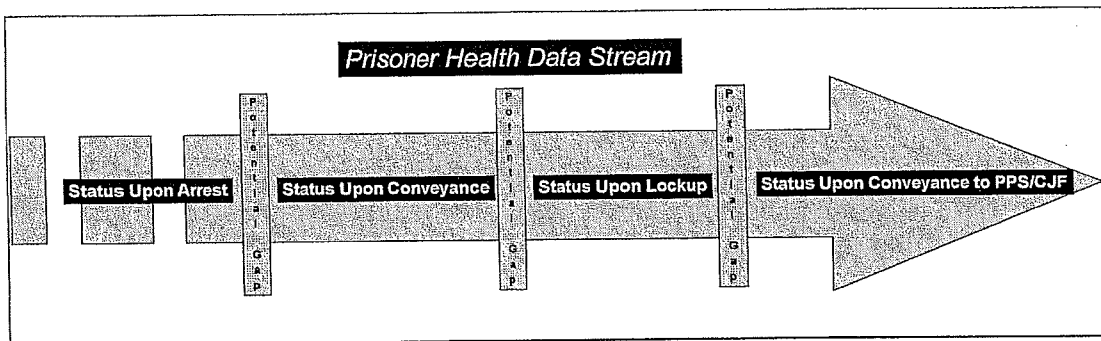 Prisoner Health Data Stream
Status Upon Arrest
Potential Gap
Status Upon Conveyance
Potential Gap
Status Upon Lockup
Potential Gap
Status Upon Conveyance to PPS/CJF